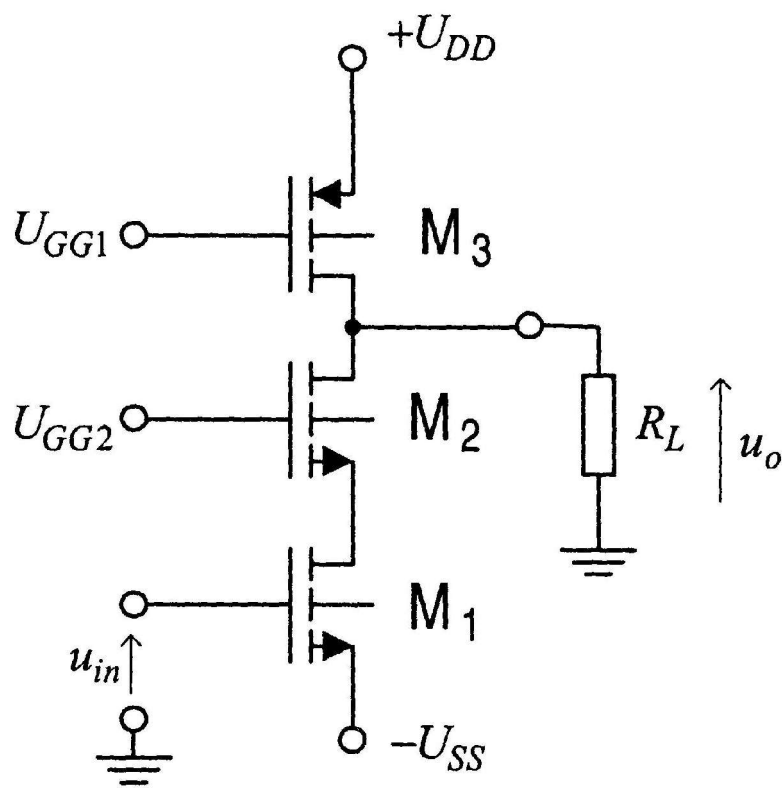 +U_DD
U_GG1
M_3
U_GG2
M_2
R_L
u_o
M_1
u_in
−U_SS